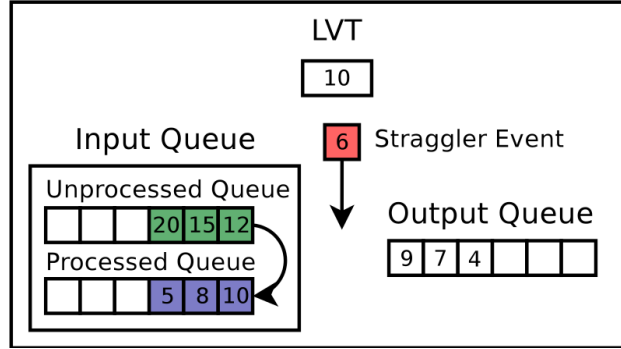 LVT
10
6 Straggler Event
Input Queue
Unprocessed Queue
20 15 12
Processed Queue
5 8 10
Output Queue
9 7 4